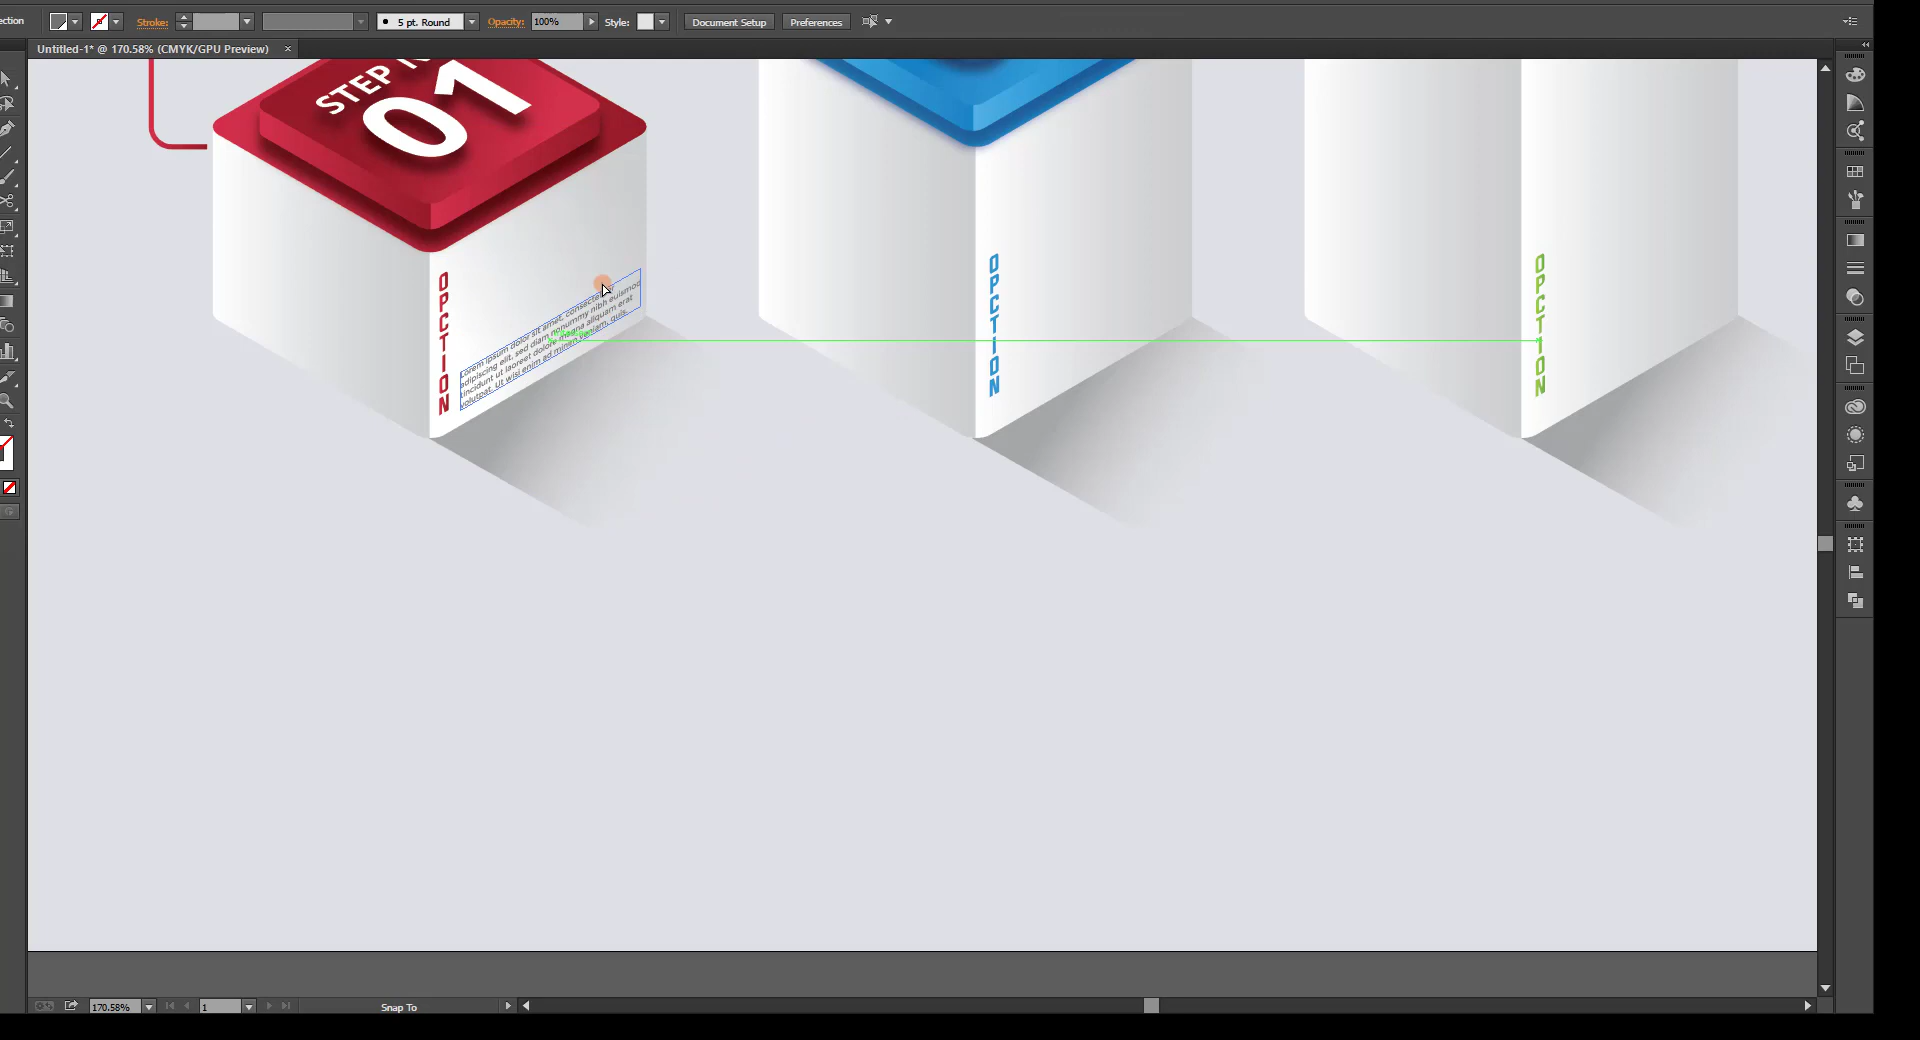 Stroke:
5 pt. Round
Opacity:
100%
Style:
Document Setup
Preferences
Untitled-1* @ 170.58% (CMYK/GPU Preview)
STEP
01
OPCTION
Lorem ipsum dolor sit amet, consectetuer
adipiscing elit, sed diam nonummy nibh euismod
tincidunt ut laoreet dolore magna aliquam erat
volutpat. Ut wisi enim ad minim veniam, quis
OPCTION
OPCTION
170.58%
1
Snap To